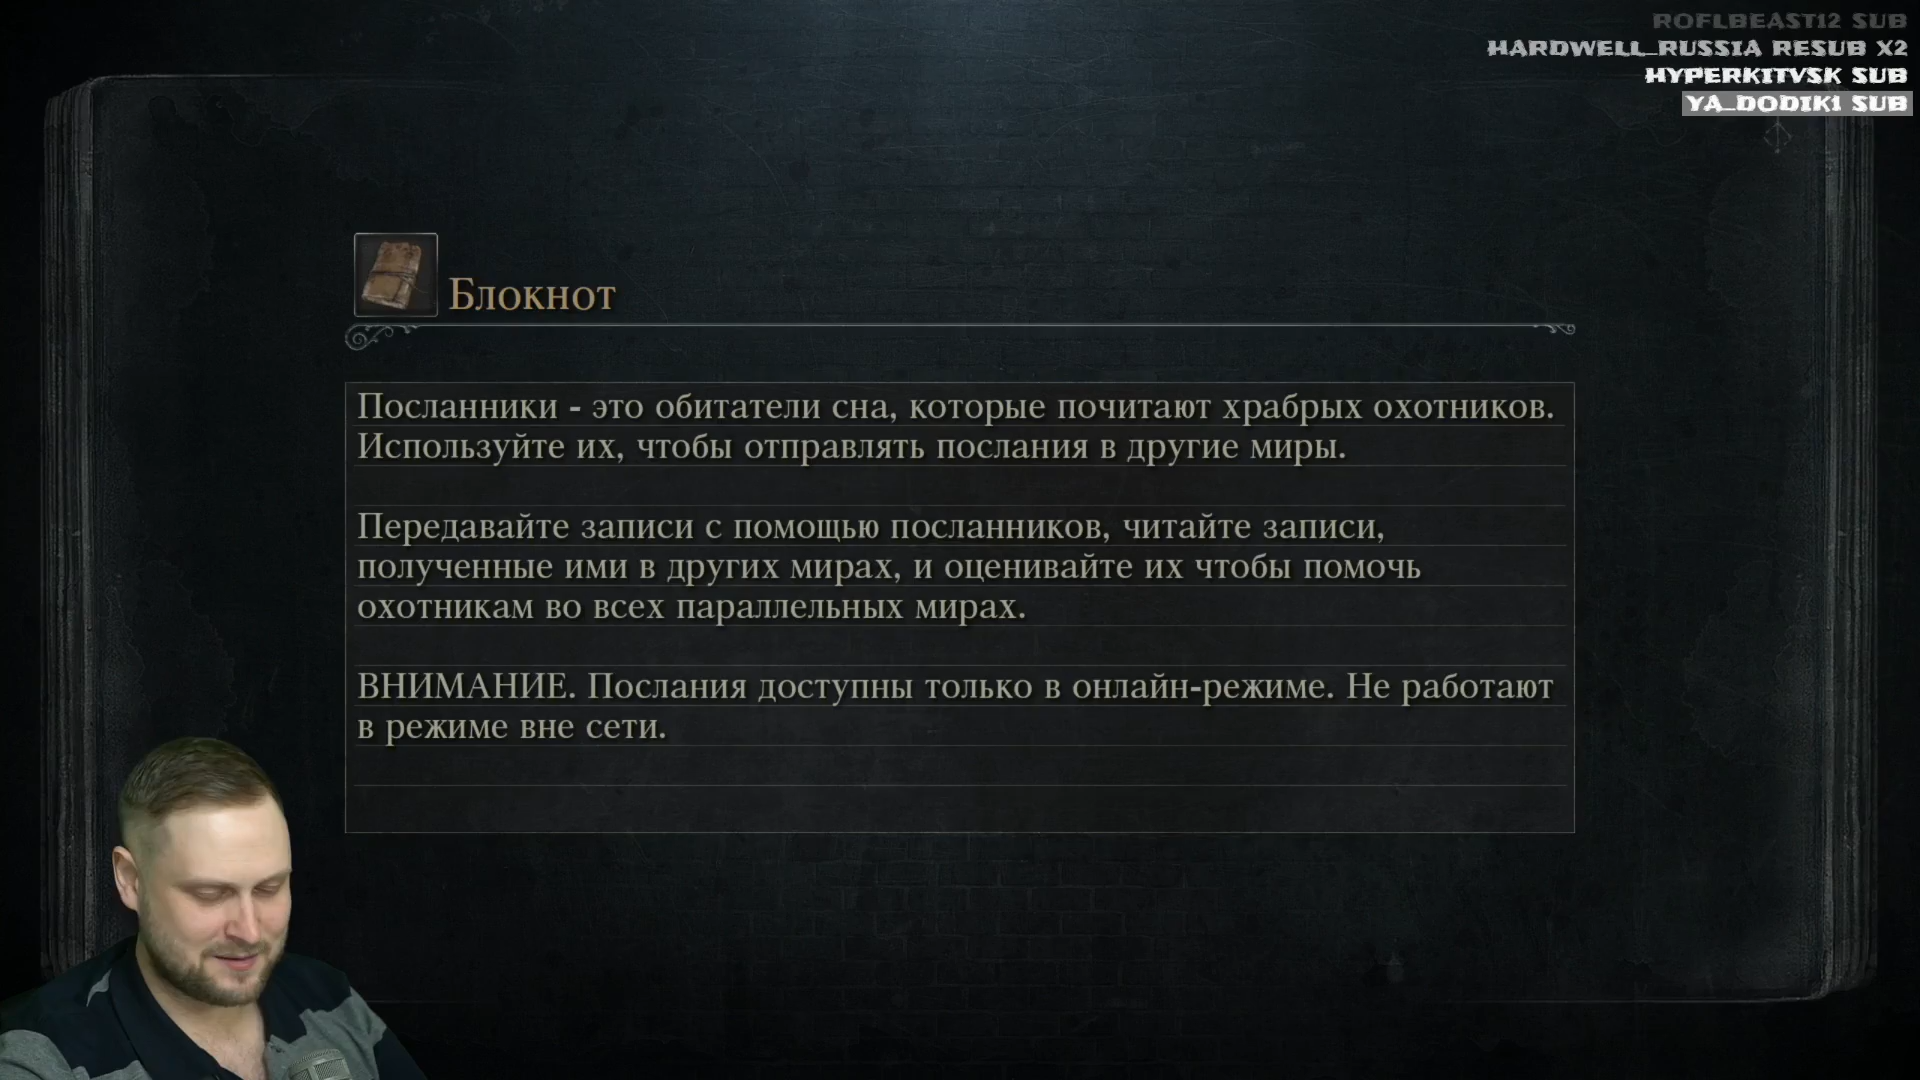 ROFLBEAST12 SUB
HARDWELL_RUSSIA RESUB X2
HYPERKITVSK SUB
YA_DODIK1 SUB
Блокнот
Посланники - это обитатели сна, которые почитают храбрых охотников.
Используйте их, чтобы отправлять послания в другие миры.
Передавайте записи с помощью посланников, читайте записи,
полученные ими в других мирах, и оценивайте их чтобы помочь
охотникам во всех параллельных мирах.
ВНИМАНИЕ. Послания доступны только в онлайн-режиме. Не работают
в режиме вне сети.